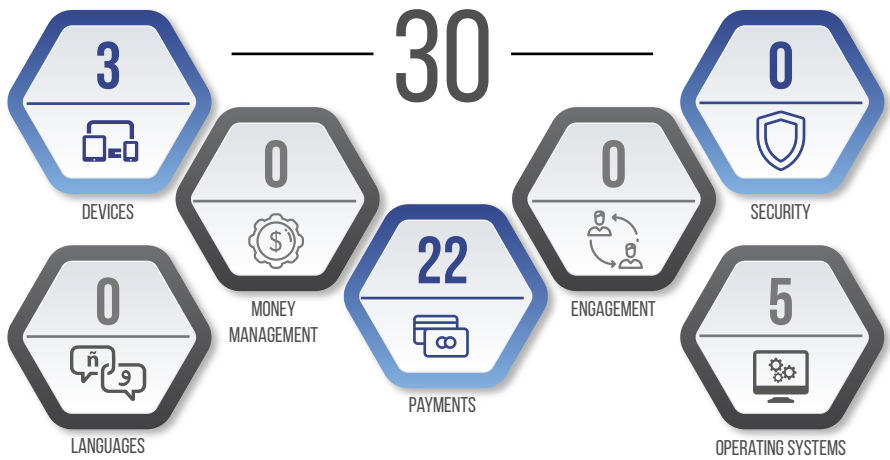 30
3
DEVICES
0
MONEY
MANAGEMENT
22
PAYMENTS
0
ENGAGEMENT
0
SECURITY
0
ñ
و
LANGUAGES
5
OPERATING SYSTEMS
$